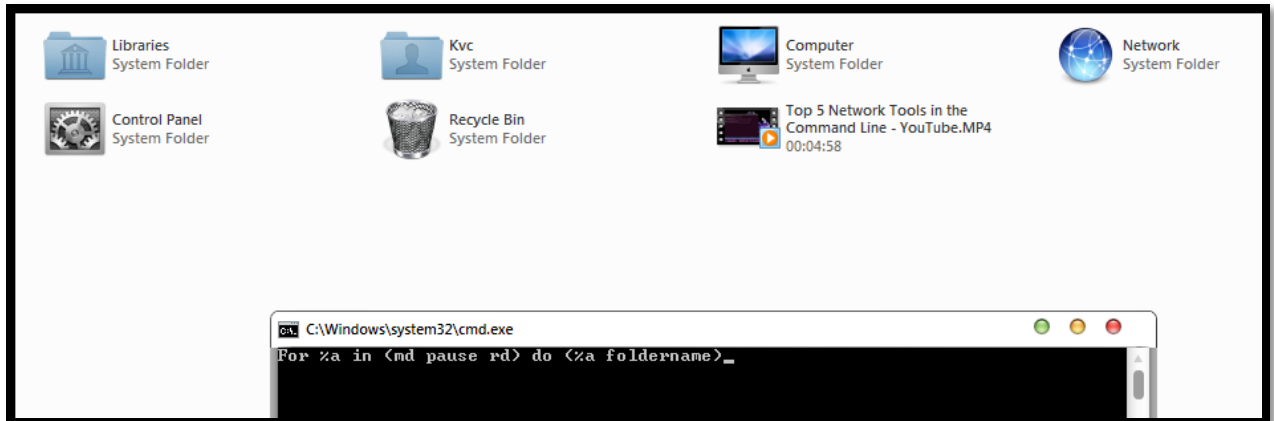 Libraries
System Folder
Kvc
System Folder
Computer
System Folder
Network
System Folder
Control Panel
System Folder
Recycle Bin
System Folder
Top 5 Network Tools in the
Command Line - YouTube.MP4
00:04:58
C:\Windows\system32\cmd.exe
For %a in (md pause rd) do (%a foldername)_